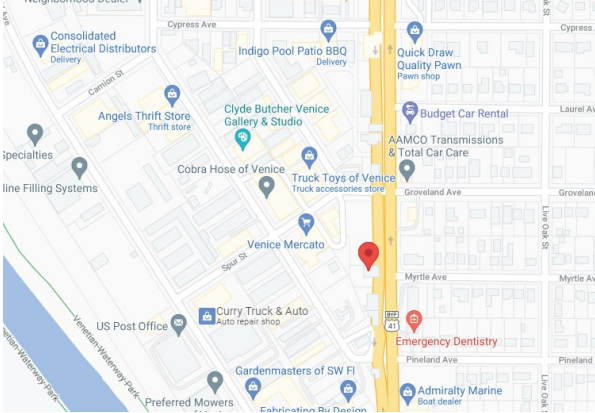 Neighborhood Dealer
Cypress Ave
Cypress
k St
Consolidated
Electrical Distributors
Delivery
Indigo Pool Patio BBQ
Delivery
Quick Draw
Quality Pawn
Pawn shop
Camion St
Angels Thrift Store
Thrift store
Clyde Butcher Venice
Gallery & Studio
Budget Car Rental
Laurel Av
AAMCO Transmissions
& Total Car Care
Specialties
line Filling Systems
Cobra Hose of Venice
Truck Toys of Venice
Truck accessories store
Groveland Ave
Groveland
Live Oak St
Venice Mercato
Spur St
Myrtle Ave
Myrtle Av
Curry Truck & Auto
Auto repair shop
US Post Office
BYP
41
Emergency Dentistry
Venetian-Waterway-Park
netian-Waterway-Park
Pineland Ave
Pineland
Gardenmasters of SW Fl
Live Oak
Preferred Mowers
Fabricating By Design
Admiralty Marine
Boat dealer